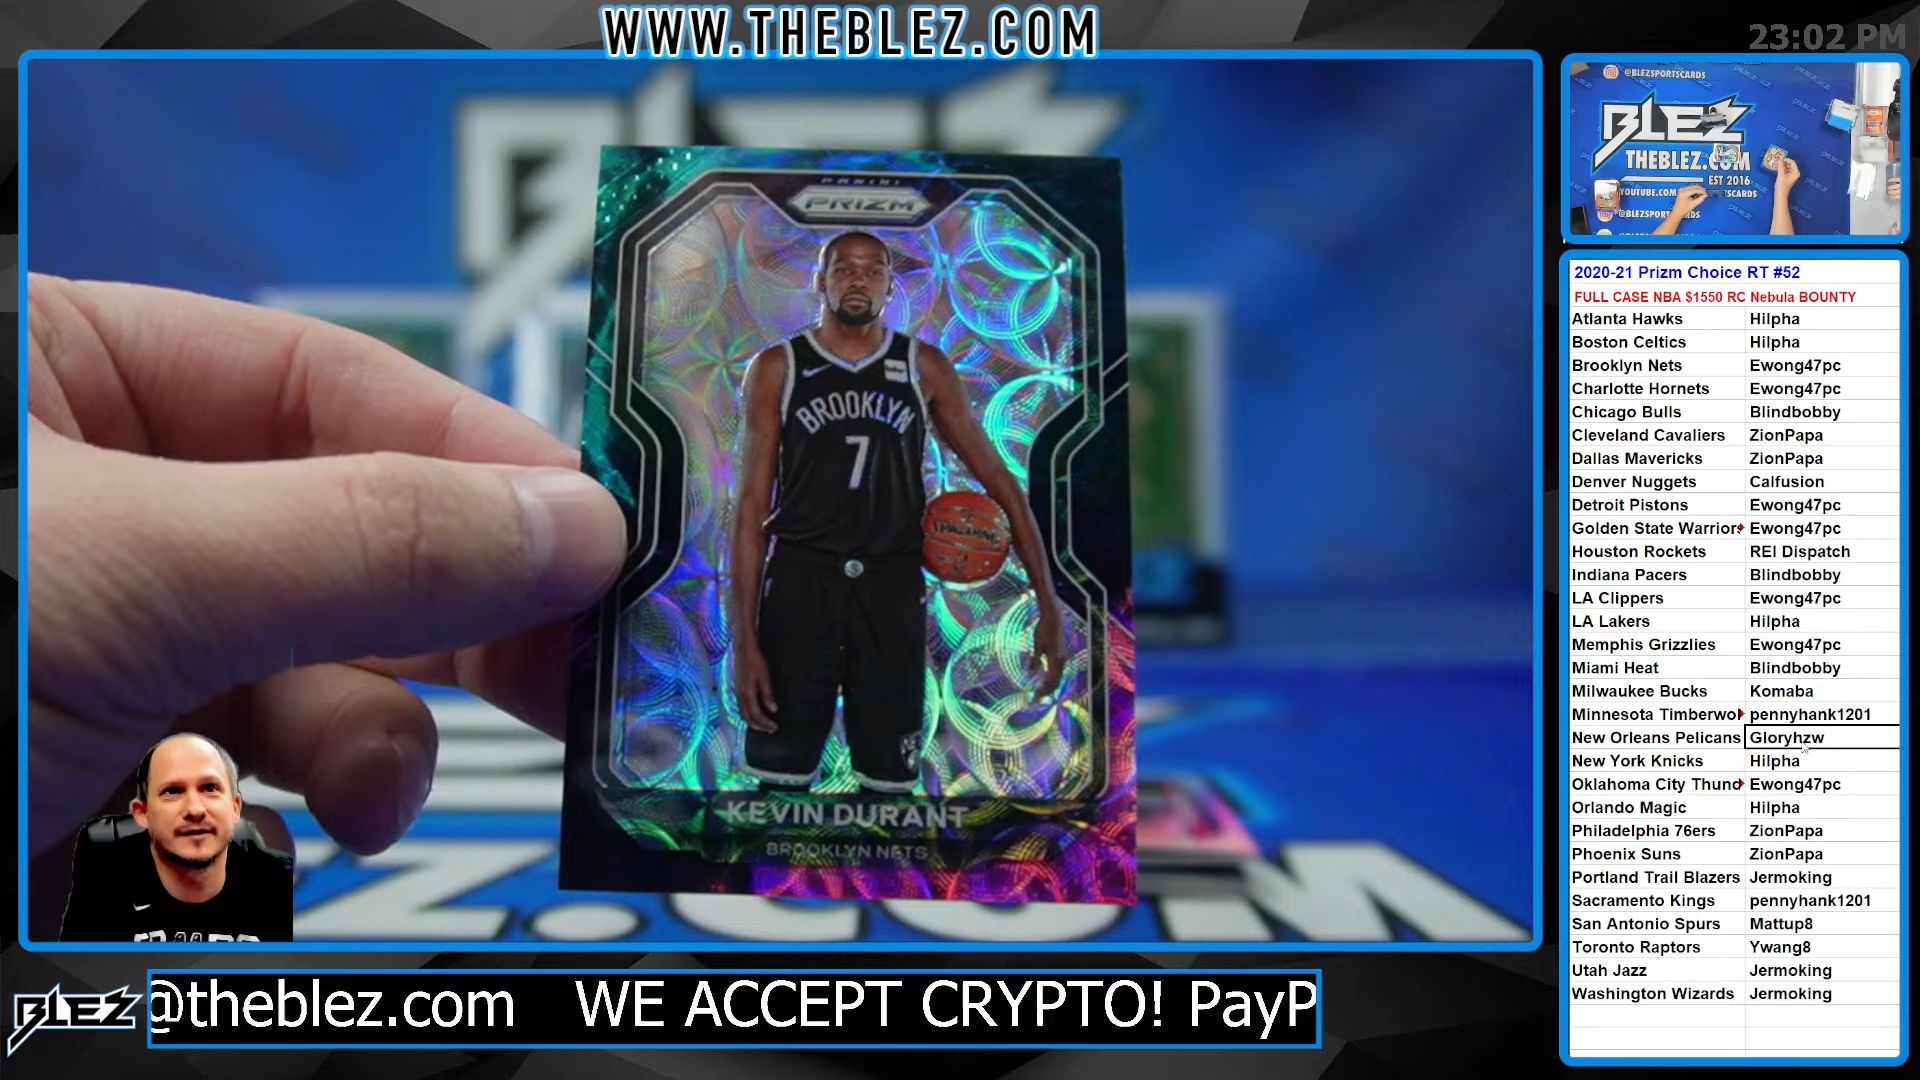 WWW.THEBLEZ.COM
23:02 PM
@BLEZSPORTSCARDS
BLEZ
THEBLEZ.COM
EST 2016
BLEZ
PANINI
PRIZM
BROOKLYN
7
SPALDING
KEVIN DURANT
BROOKLYN NETS
2020-21 Prizm Choice RT #52
FULL CASE NBA $1550 RC Nebula BOUNTY
Atlanta Hawks Hilpha
Boston Celtics Hilpha
Brooklyn Nets Ewong47pc
Charlotte Hornets Ewong47pc
Chicago Bulls Blindbobby
Cleveland Cavaliers ZionPapa
Dallas Mavericks ZionPapa
Denver Nuggets Calfusion
Detroit Pistons Ewong47pc
Golden State Warriors Ewong47pc
Houston Rockets REI Dispatch
Indiana Pacers Blindbobby
LA Clippers Ewong47pc
LA Lakers Hilpha
Memphis Grizzlies Ewong47pc
Miami Heat Blindbobby
Milwaukee Bucks Komaba
Minnesota Timberwol pennyhank1201
New Orleans Pelicans Gloryhzw
New York Knicks Hilpha
Oklahoma City Thund Ewong47pc
Orlando Magic Hilpha
Philadelphia 76ers ZionPapa
Phoenix Suns ZionPapa
Portland Trail Blazers Jermoking
Sacramento Kings pennyhank1201
San Antonio Spurs Mattup8
Toronto Raptors Ywang8
Utah Jazz Jermoking
Washington Wizards Jermoking
BLEZ
@theblez.com WE ACCEPT CRYPTO! PayP